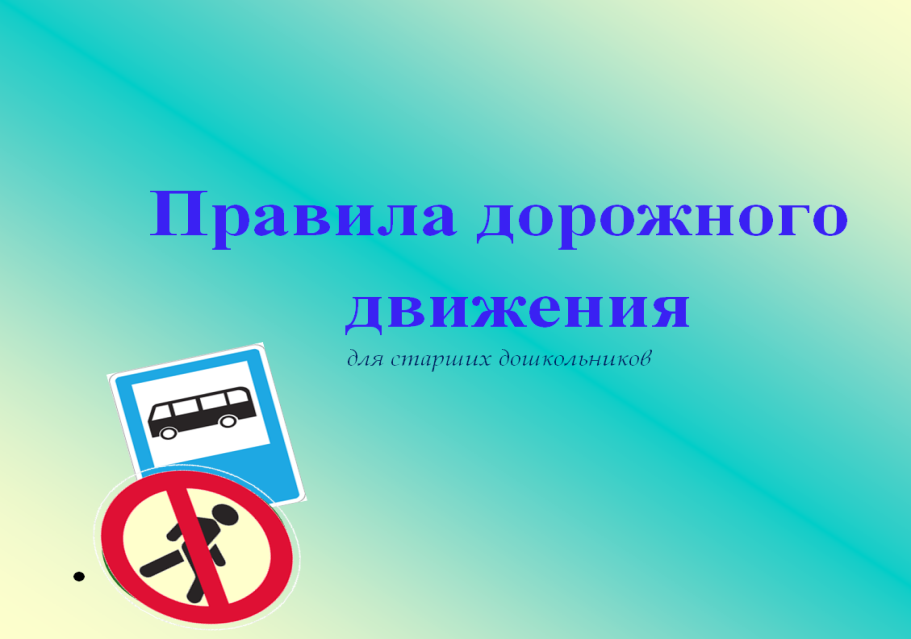 Правила дорожного
движения
для старших дошкольников